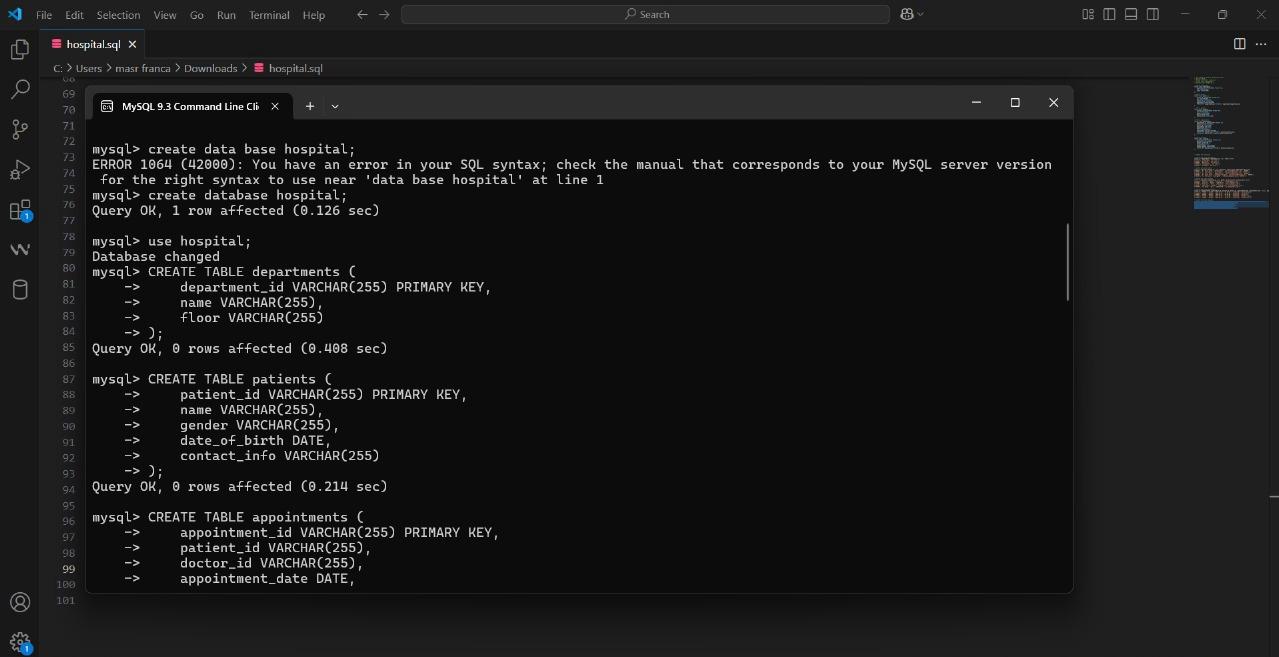 File Edit Selection View Go Run Terminal Help
Search
hospital.sql
C: > Users > masr franca > Downloads > hospital.sql
68
69
70
71
72
73
74
75
76
77
78
79
80
81
82
83
84
85
86
87
88
89
90
91
92
93
94
95
96
97
98
99
100
101
1
1
MySQL 9.3 Command Line Cli
mysql> create data base hospital;
ERROR 1064 (42000): You have an error in your SQL syntax; check the manual that corresponds to your MySQL server version
for the right syntax to use near 'data base hospital' at line 1
mysql> create database hospital;
Query OK, 1 row affected (0.126 sec)
mysql> use hospital;
Database changed
mysql> CREATE TABLE departments (
-> department_id VARCHAR(255) PRIMARY KEY,
-> name VARCHAR(255),
-> floor VARCHAR(255)
-> );
Query OK, 0 rows affected (0.408 sec)
mysql> CREATE TABLE patients (
-> patient_id VARCHAR(255) PRIMARY KEY,
-> name VARCHAR(255),
-> gender VARCHAR(255),
-> date_of_birth DATE,
-> contact_info VARCHAR(255)
-> );
Query OK, 0 rows affected (0.214 sec)
mysql> CREATE TABLE appointments (
-> appointment_id VARCHAR(255) PRIMARY KEY,
-> patient_id VARCHAR(255),
-> doctor_id VARCHAR(255),
-> appointment_date DATE,